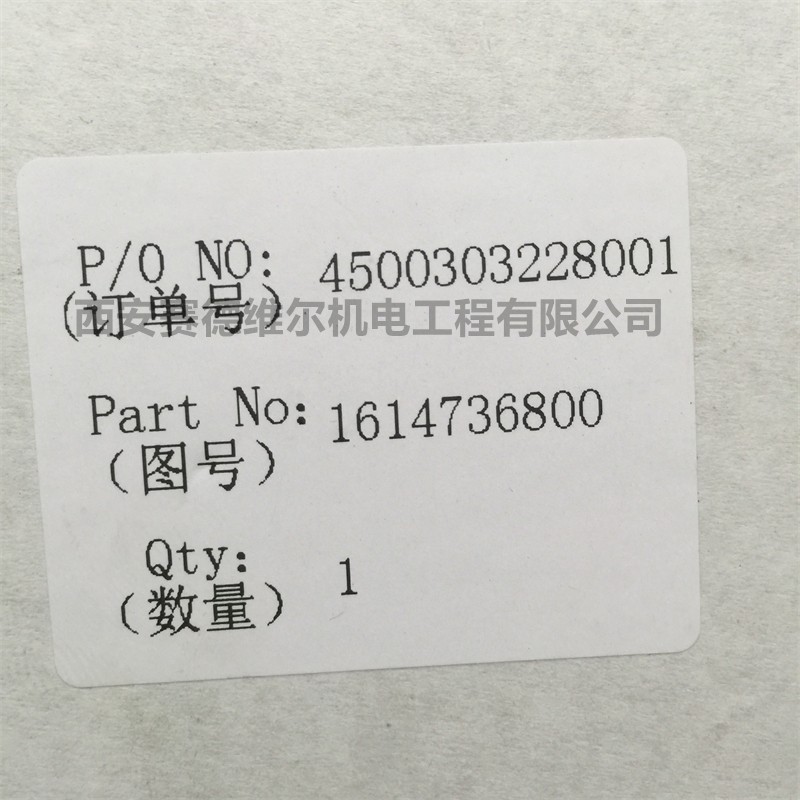 P/O NO: 4500303228001
(订单号)
西安赛德维尔机电工程有限公司
Part No: 1614736800
(图号)
Qty: 1
(数量)